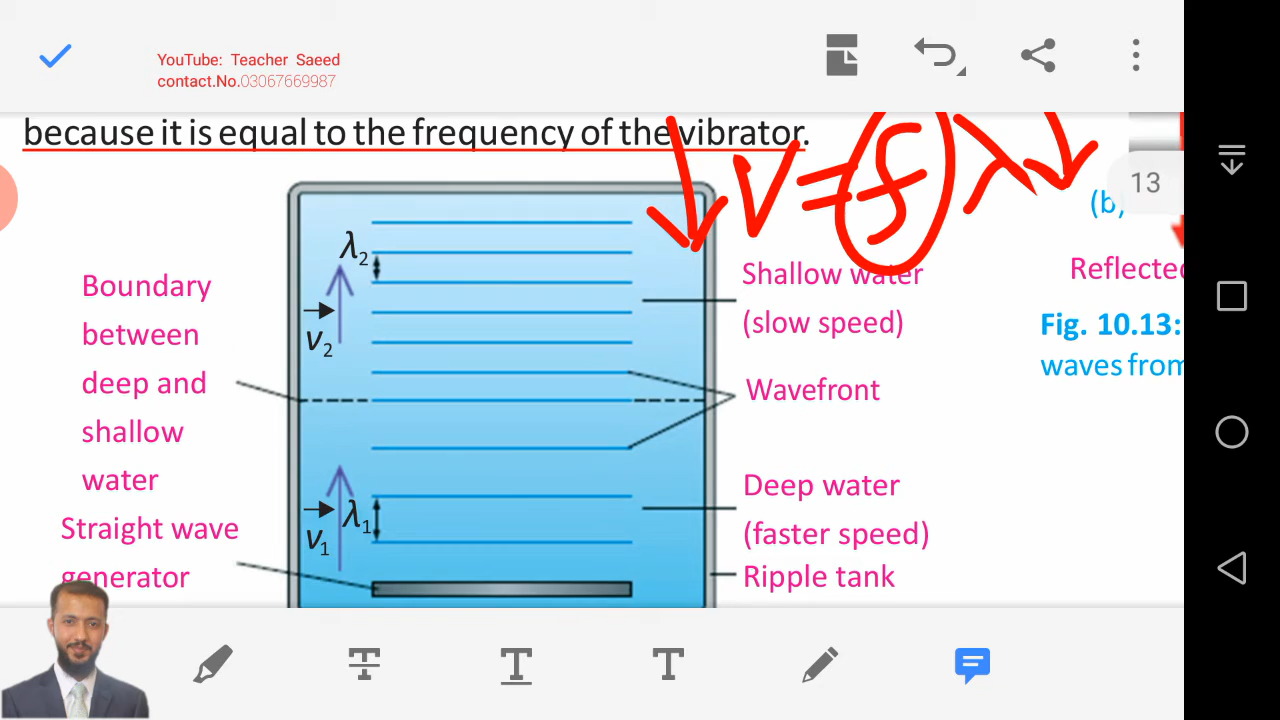 YouTube: Teacher Saeed
contact.No.03067669987
because it is equal to the frequency of the vibrator.
v = fλ
13
(b)
λ2
Boundary
between
deep and
shallow
water
v2
Shallow water
(slow speed)
Reflected
Fig. 10.13:
waves from
Wavefront
Straight wave
generator
λ1
v1
Deep water
(faster speed)
Ripple tank